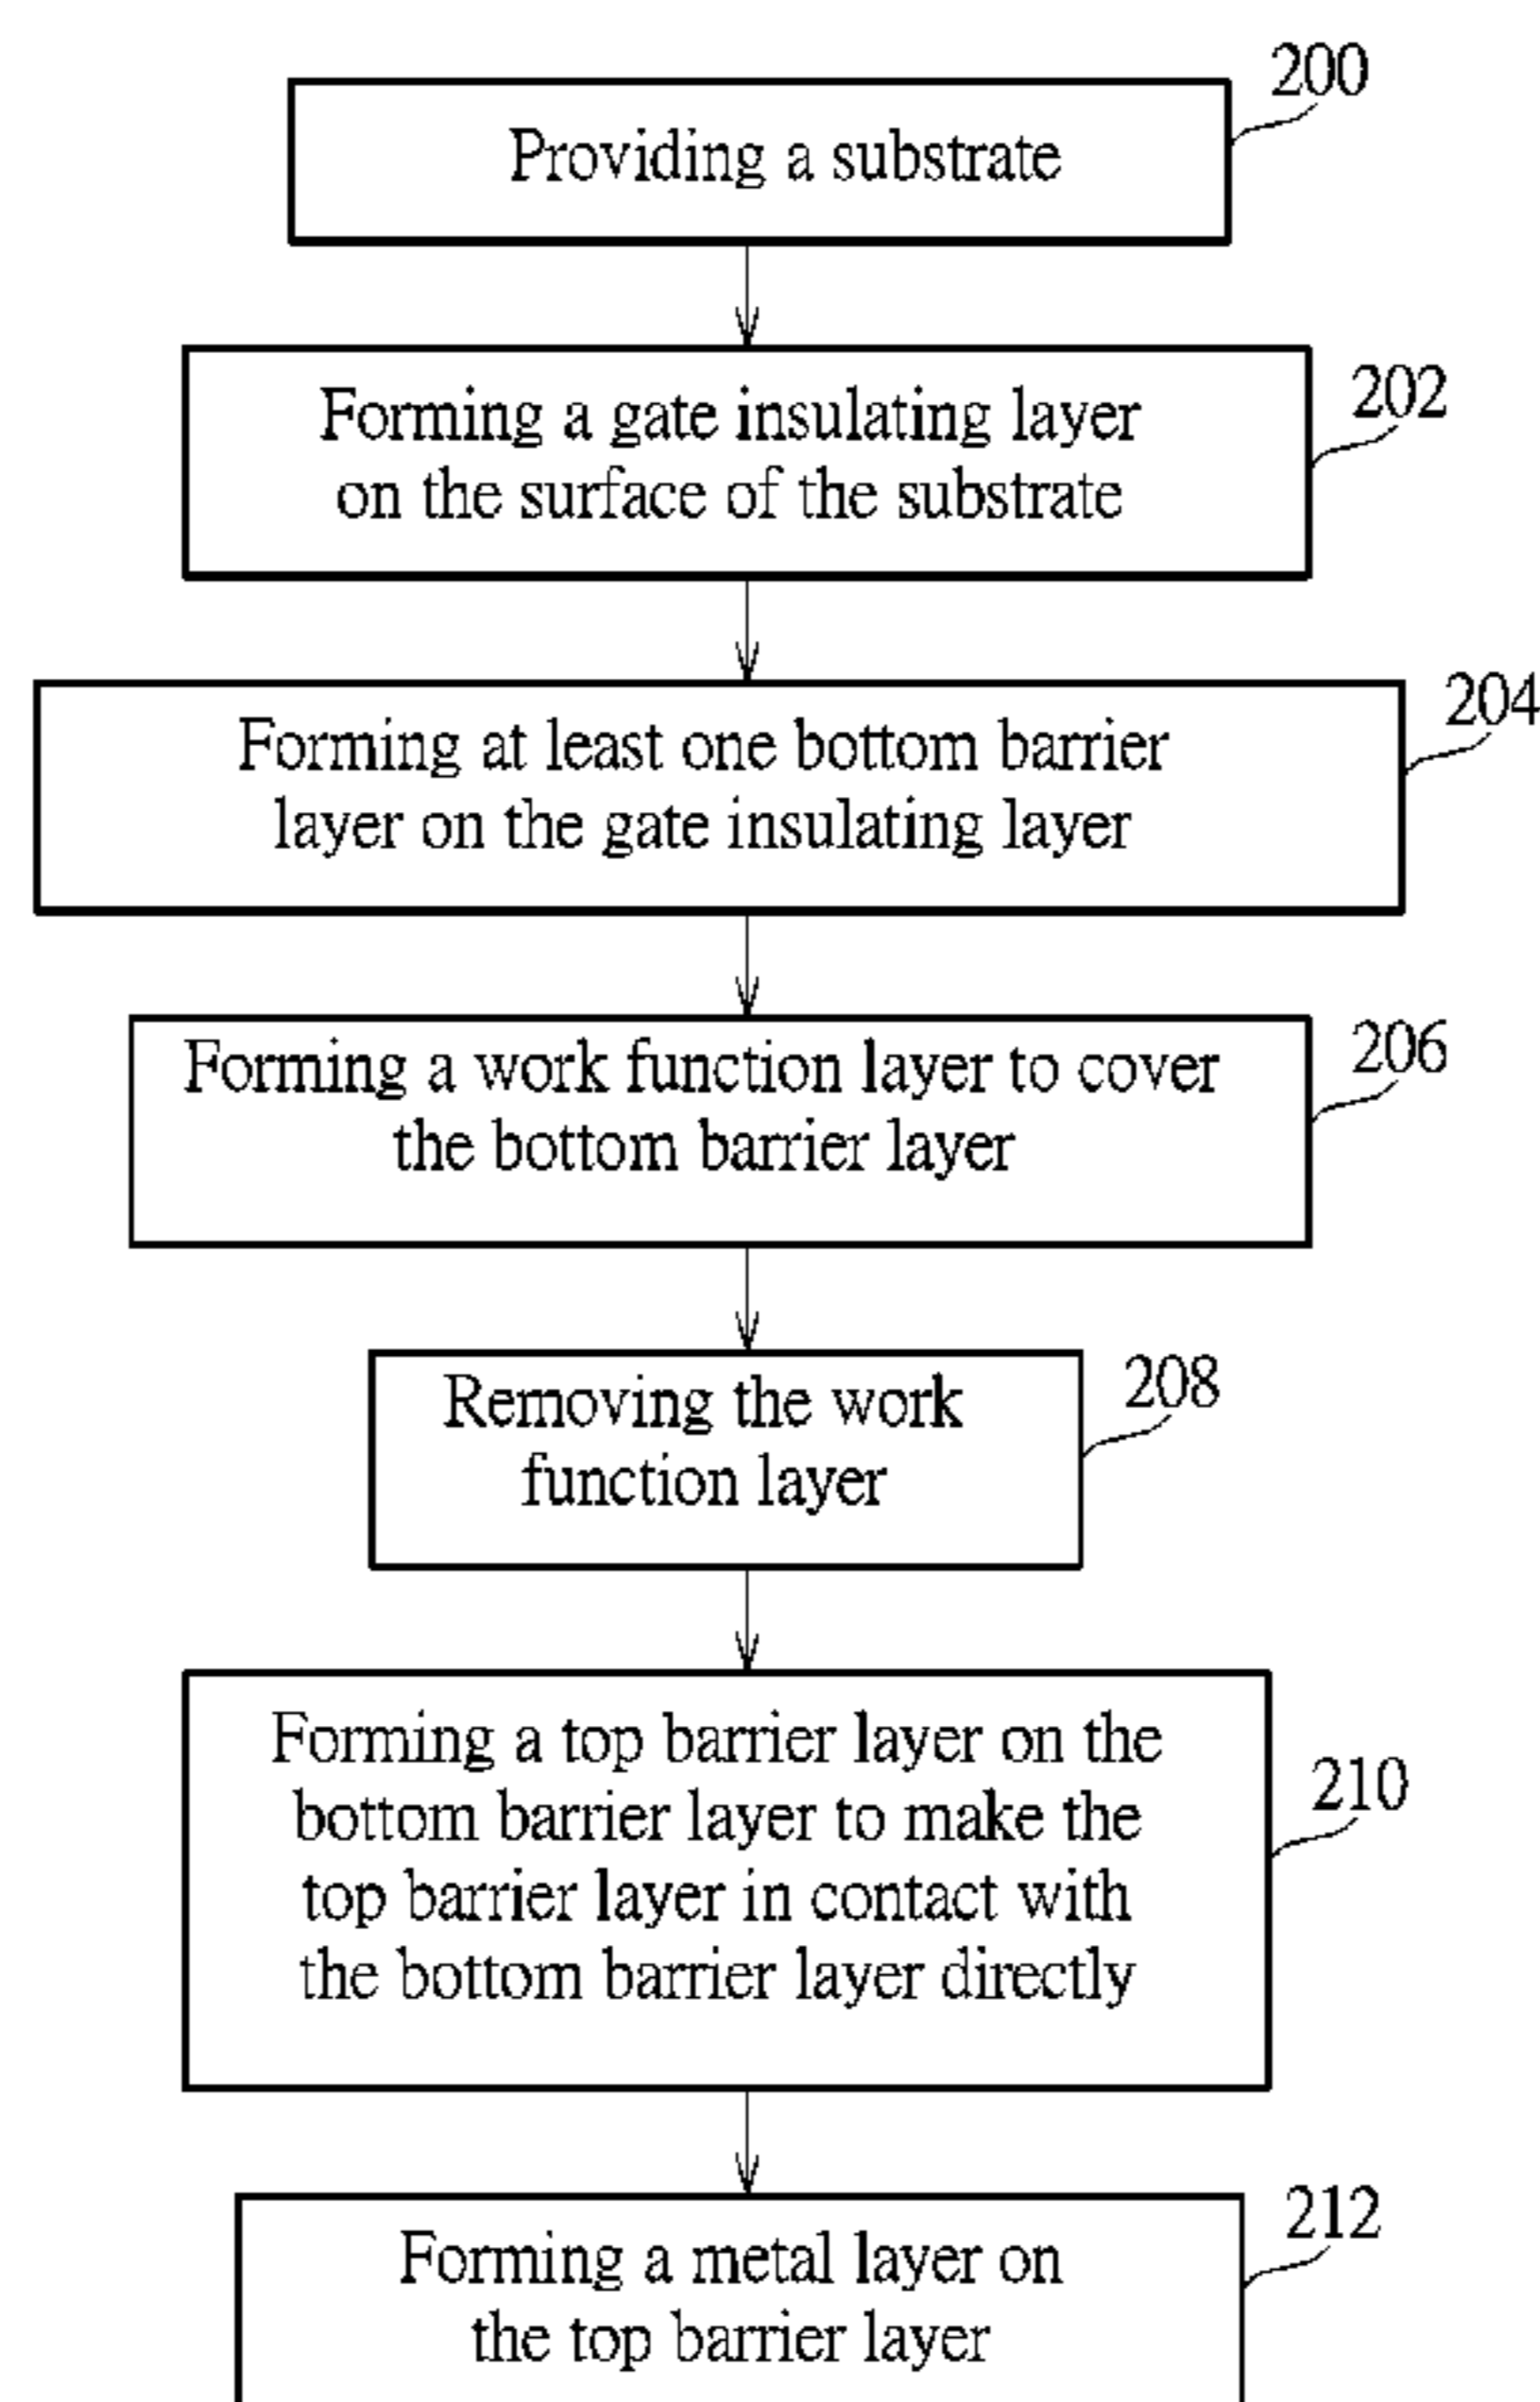 200
Providing a substrate
202
Forming a gate insulating layer
on the surface of the substrate
204
Forming at least one bottom barrier
layer on the gate insulating layer
206
Forming a work function layer to cover
the bottom barrier layer
208
Removing the work
function layer
210
Forming a top barrier layer on the
bottom barrier layer to make the
top barrier layer in contact with
the bottom barrier layer directly
212
Forming a metal layer on
the top barrier layer